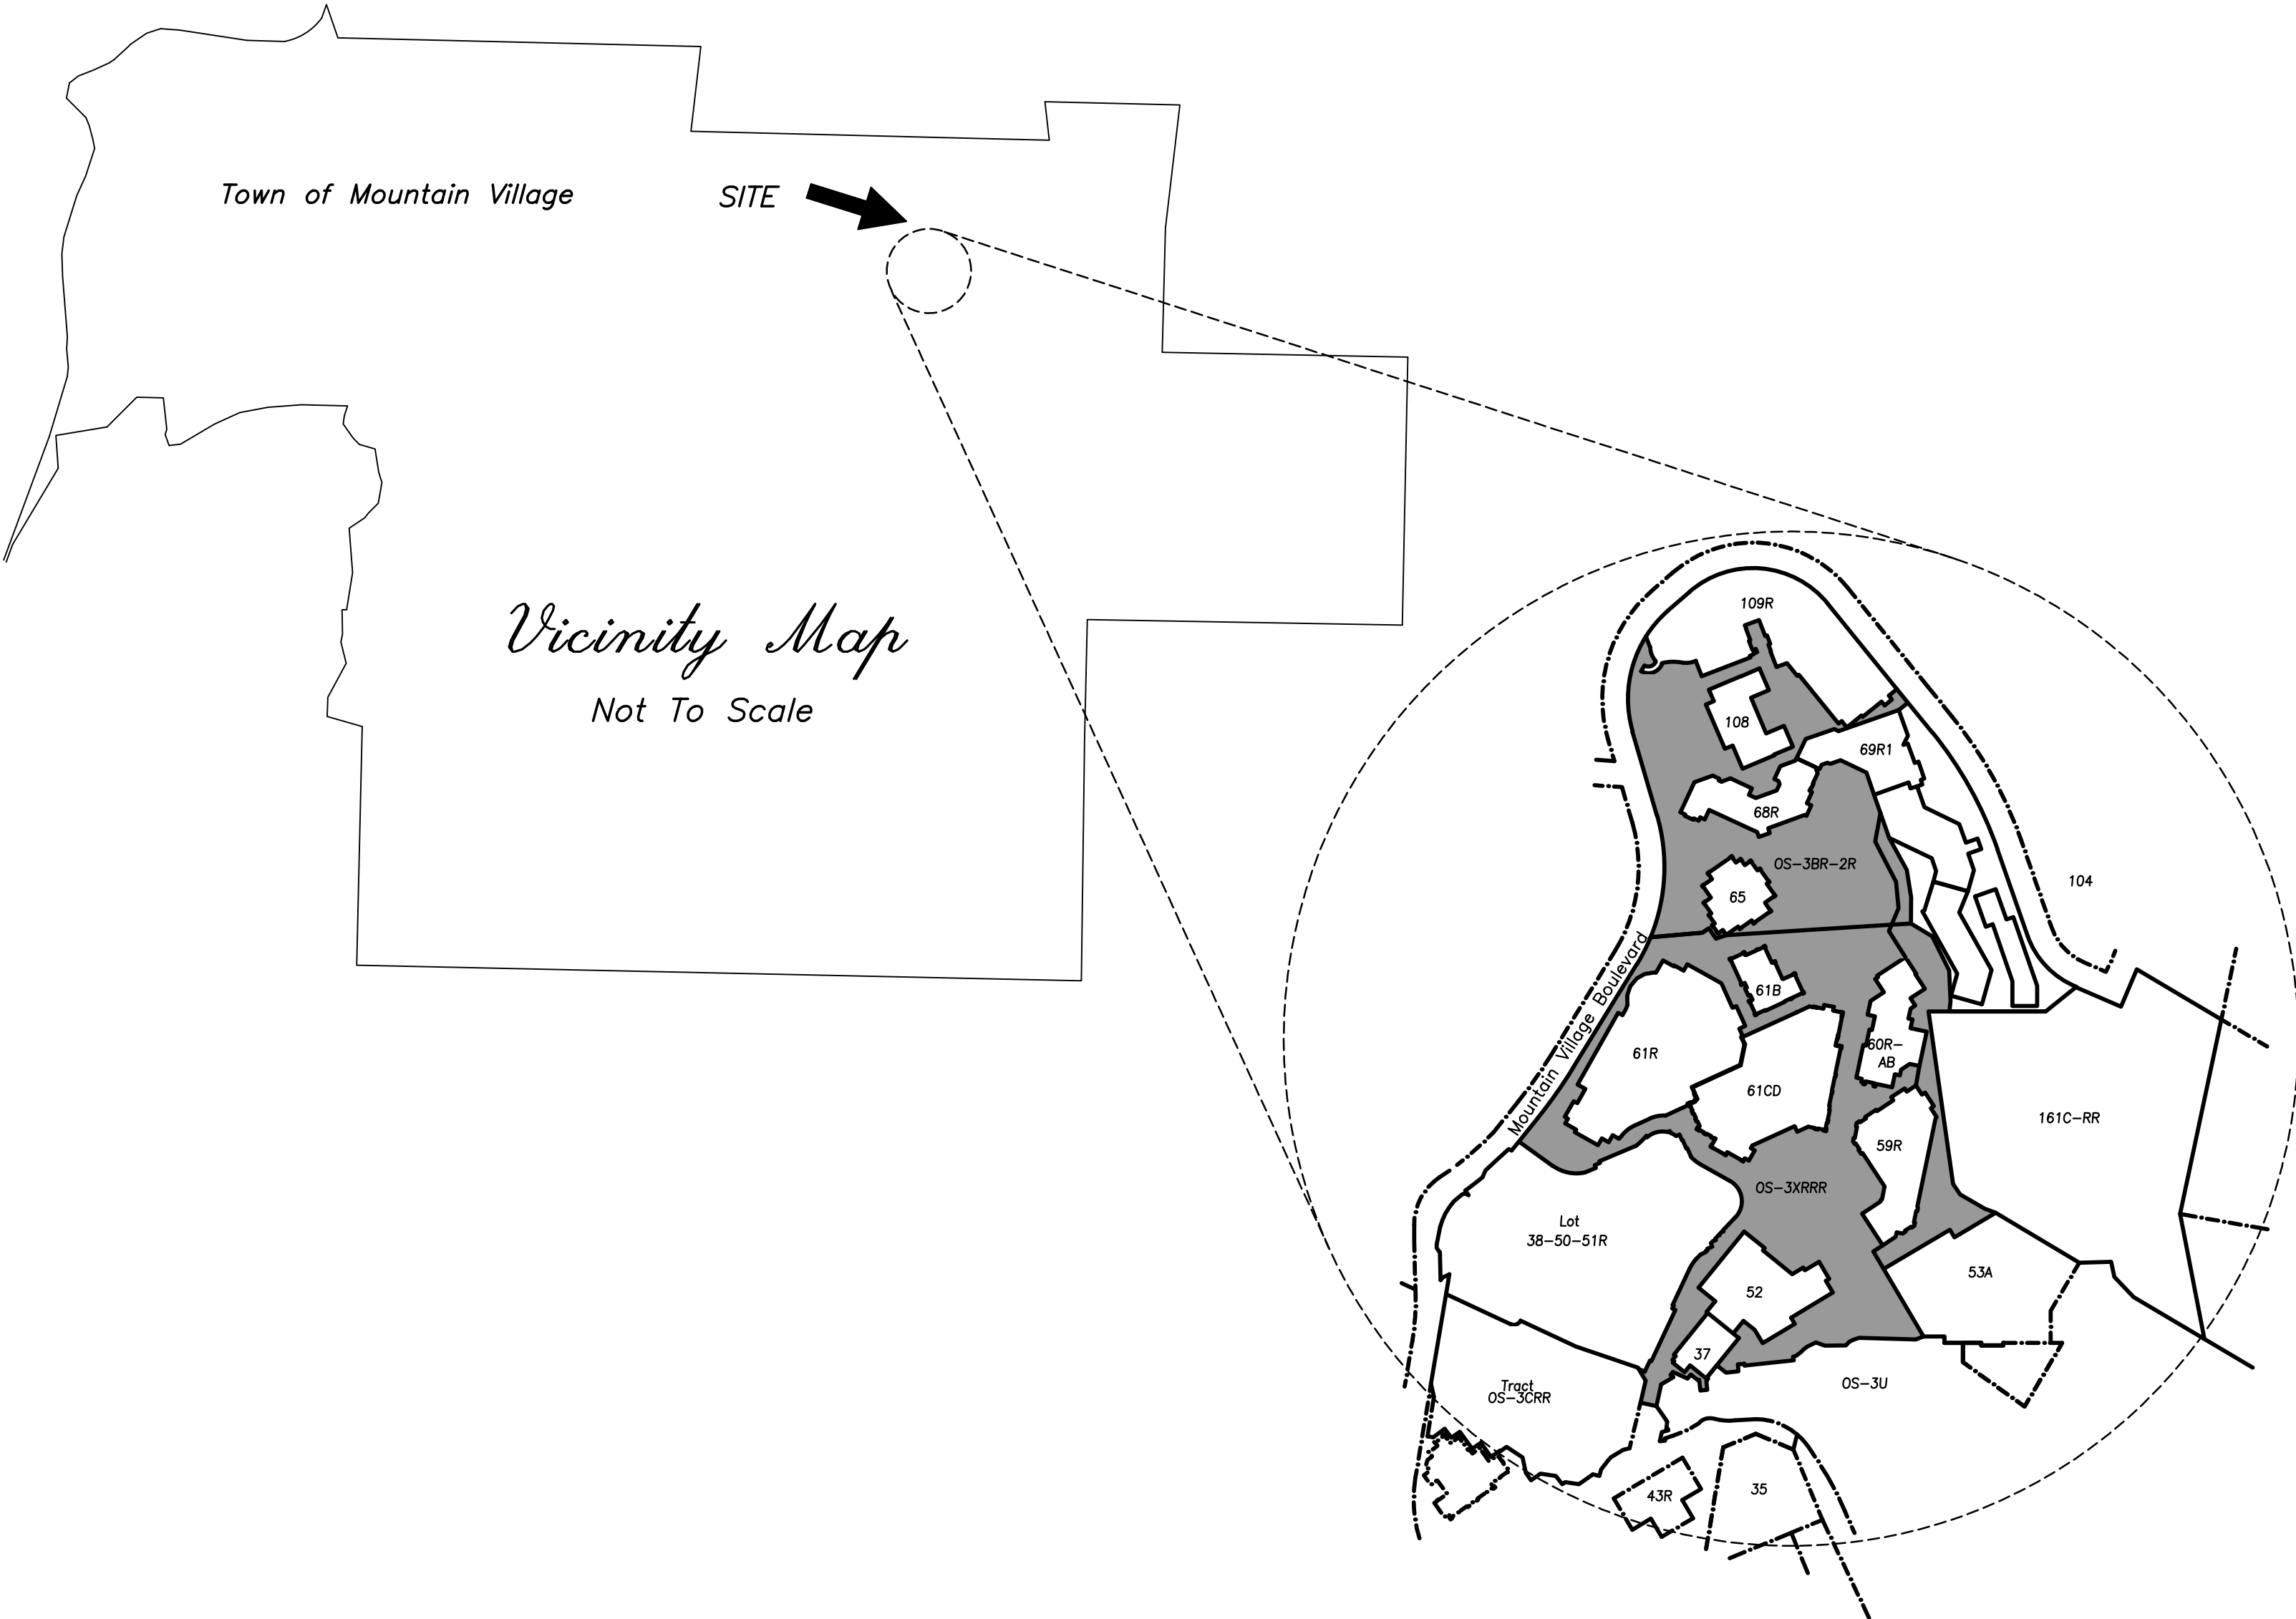 Town of Mountain Village
SITE
Vicinity Map
Not To Scale
109R
108
69R1
68R
OS-3BR-2R
65
104
Mountain Village Boulevard
61B
61R
60R-
AB
61CD
161C-RR
59R
OS-3XRRR
Lot
38-50-51R
53A
52
37
OS-3U
Tract
OS-3CRR
43R
35